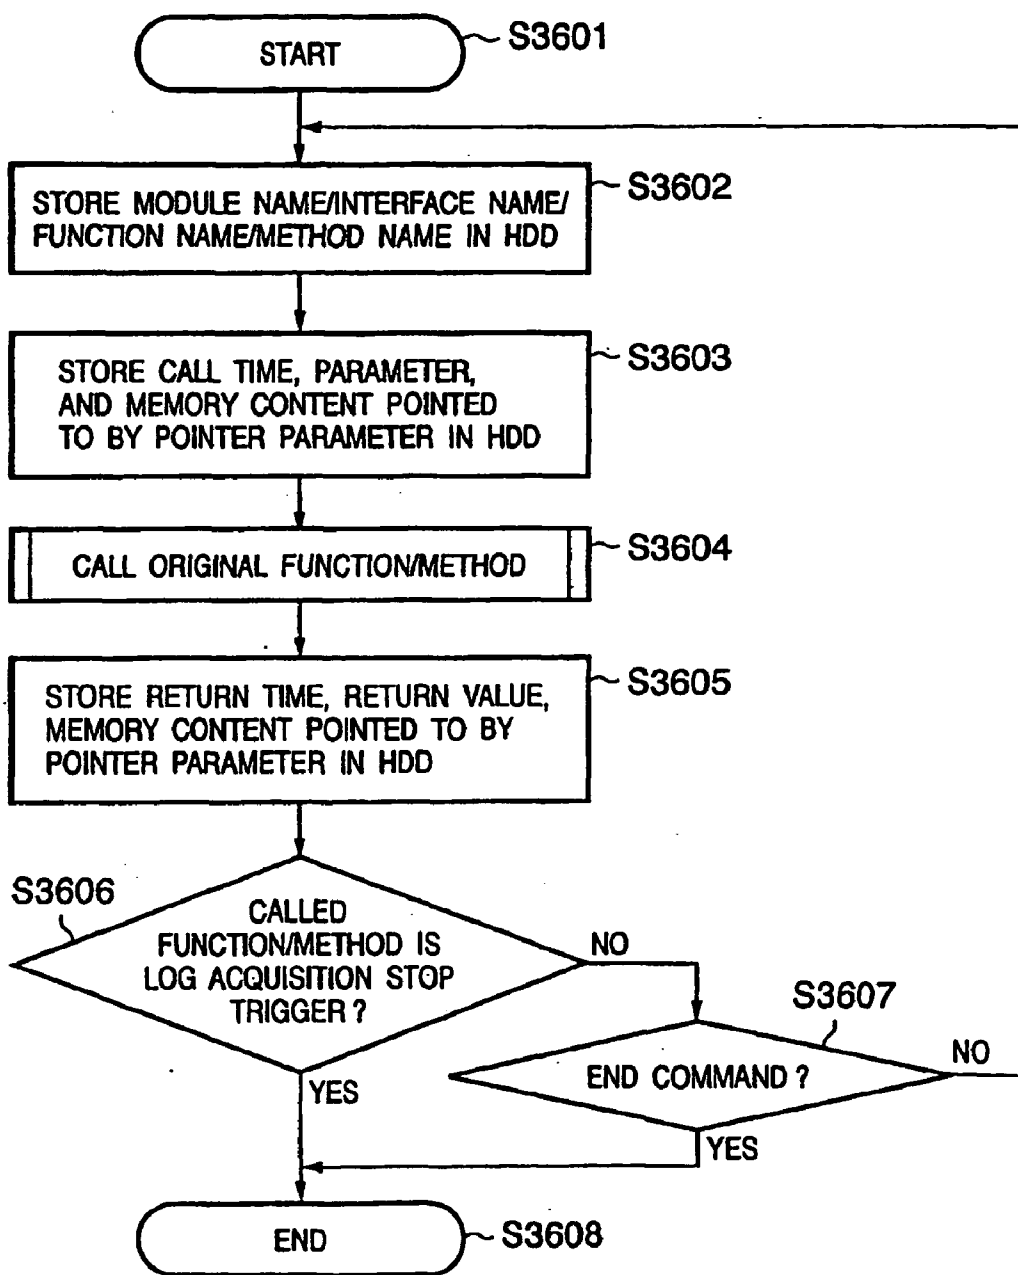 START
S3601
STORE MODULE NAME/INTERFACE NAME/
FUNCTION NAME/METHOD NAME IN HDD
S3602
STORE CALL TIME, PARAMETER,
AND MEMORY CONTENT POINTED
TO BY POINTER PARAMETER IN HDD
S3603
CALL ORIGINAL FUNCTION/METHOD
S3604
STORE RETURN TIME, RETURN VALUE,
MEMORY CONTENT POINTED TO BY
POINTER PARAMETER IN HDD
S3605
S3606
CALLED
FUNCTION/METHOD IS
LOG ACQUISITION STOP
TRIGGER ?
NO
YES
S3607
END COMMAND ?
NO
YES
END
S3608